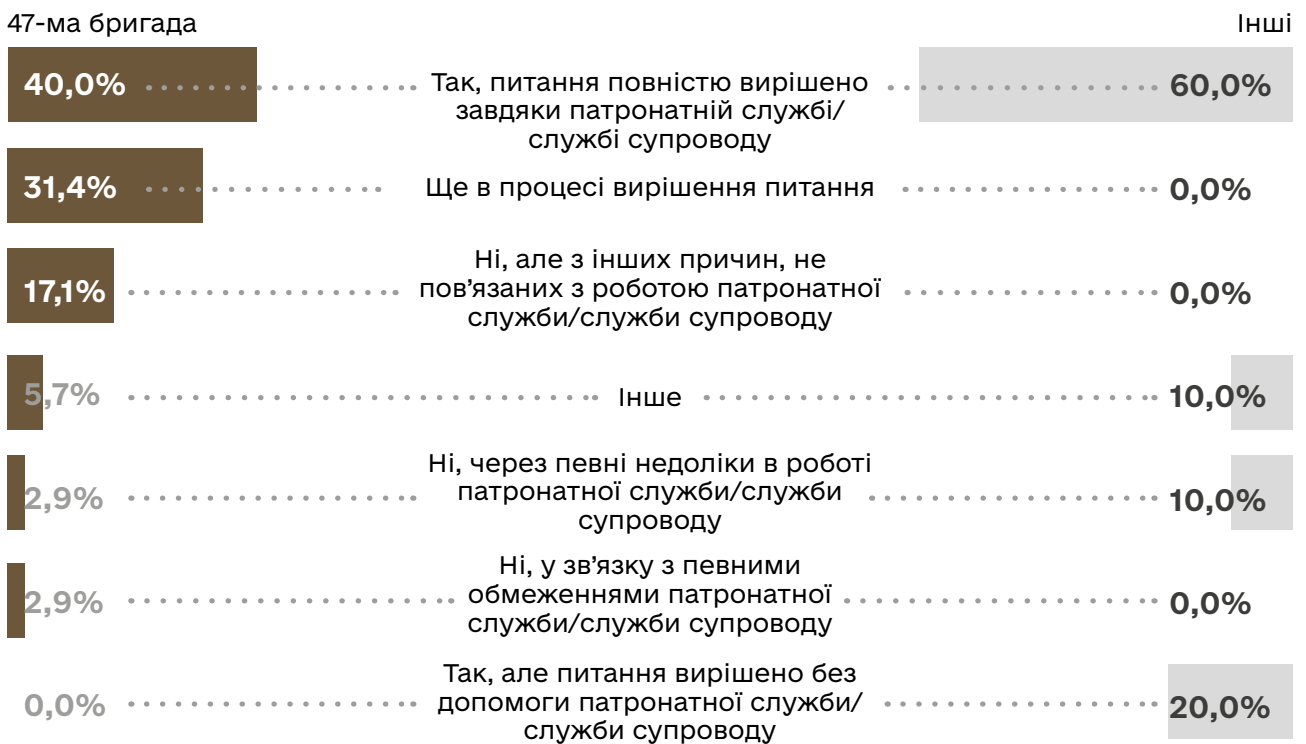 47-ма бригада
Інші
40,0%
Так, питання повністю вирішено
завдяки патронатній службі/
службі супроводу
60,0%
31,4%
Ще в процесі вирішення питання
0,0%
17,1%
Ні, але з інших причин, не
пов’язаних з роботою патронатної
служби/служби супроводу
0,0%
5,7%
Інше
10,0%
2,9%
Ні, через певні недоліки в роботі
патронатної служби/служби
супроводу
10,0%
2,9%
Ні, у зв’язку з певними
обмеженнями патронатної
служби/служби супроводу
0,0%
0,0%
Так, але питання вирішено без
допомоги патронатної служби/
служби супроводу
20,0%